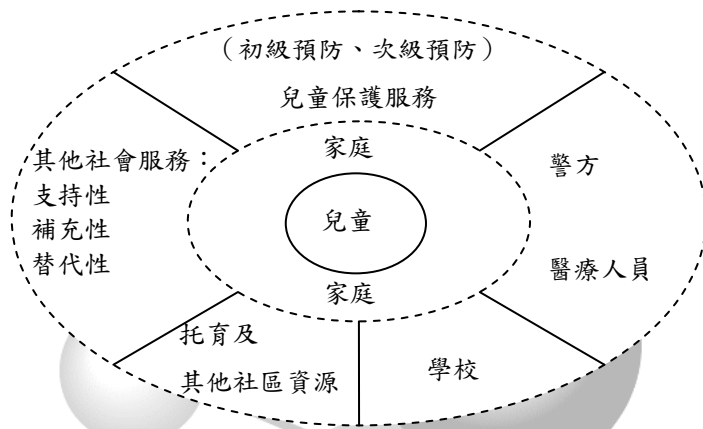 （初級預防、次級預防）
兒童保護服務
家庭
其他社會服務：
支持性
補充性
替代性
兒童
警方
醫療人員
家庭
托育及
其他社區資源
學校